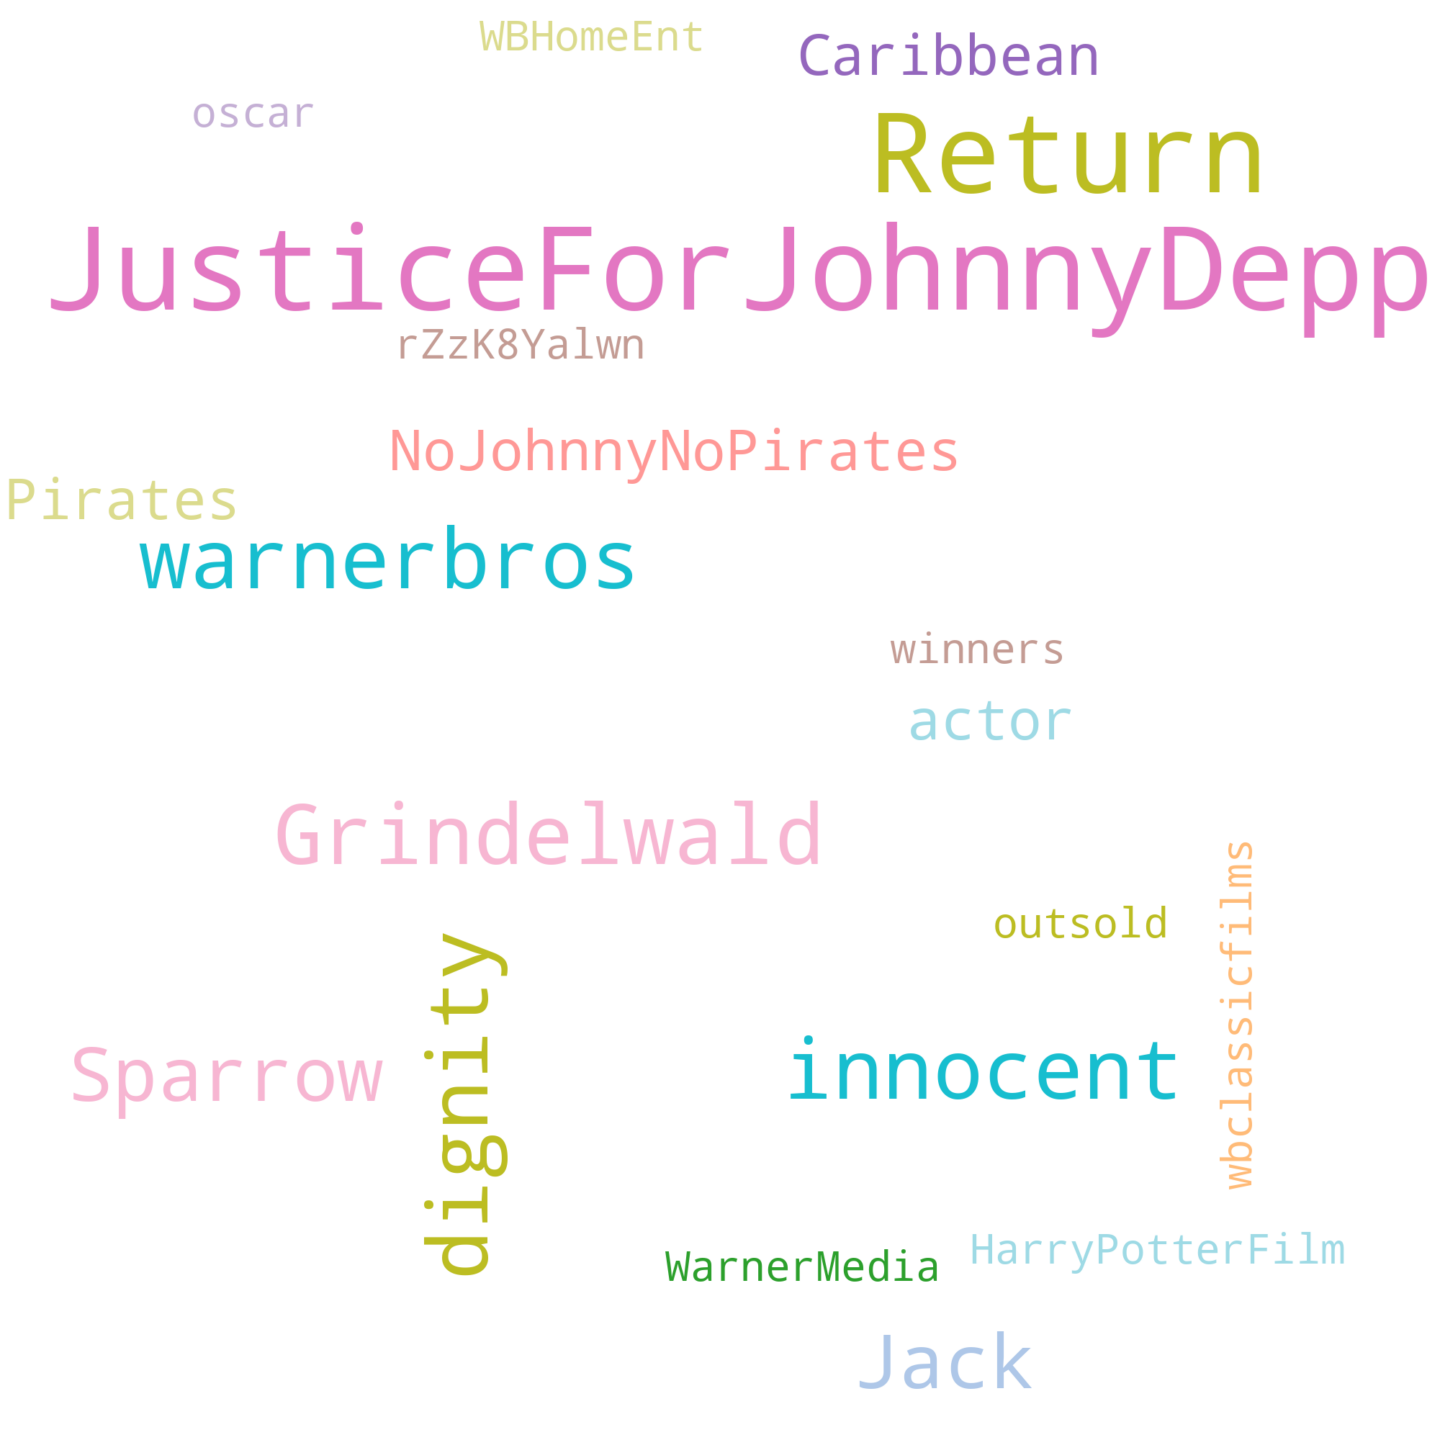 WBHomeEnt
Caribbean
oscar
Return
JusticeForJohnnyDepp
rZzK8Yalwn
NoJohnnyNoPirates
Pirates
warnerbros
winners
actor
Grindelwald
outsold
wbclassicfilms
dignity
innocent
Sparrow
HarryPotterFilm
WarnerMedia
Jack